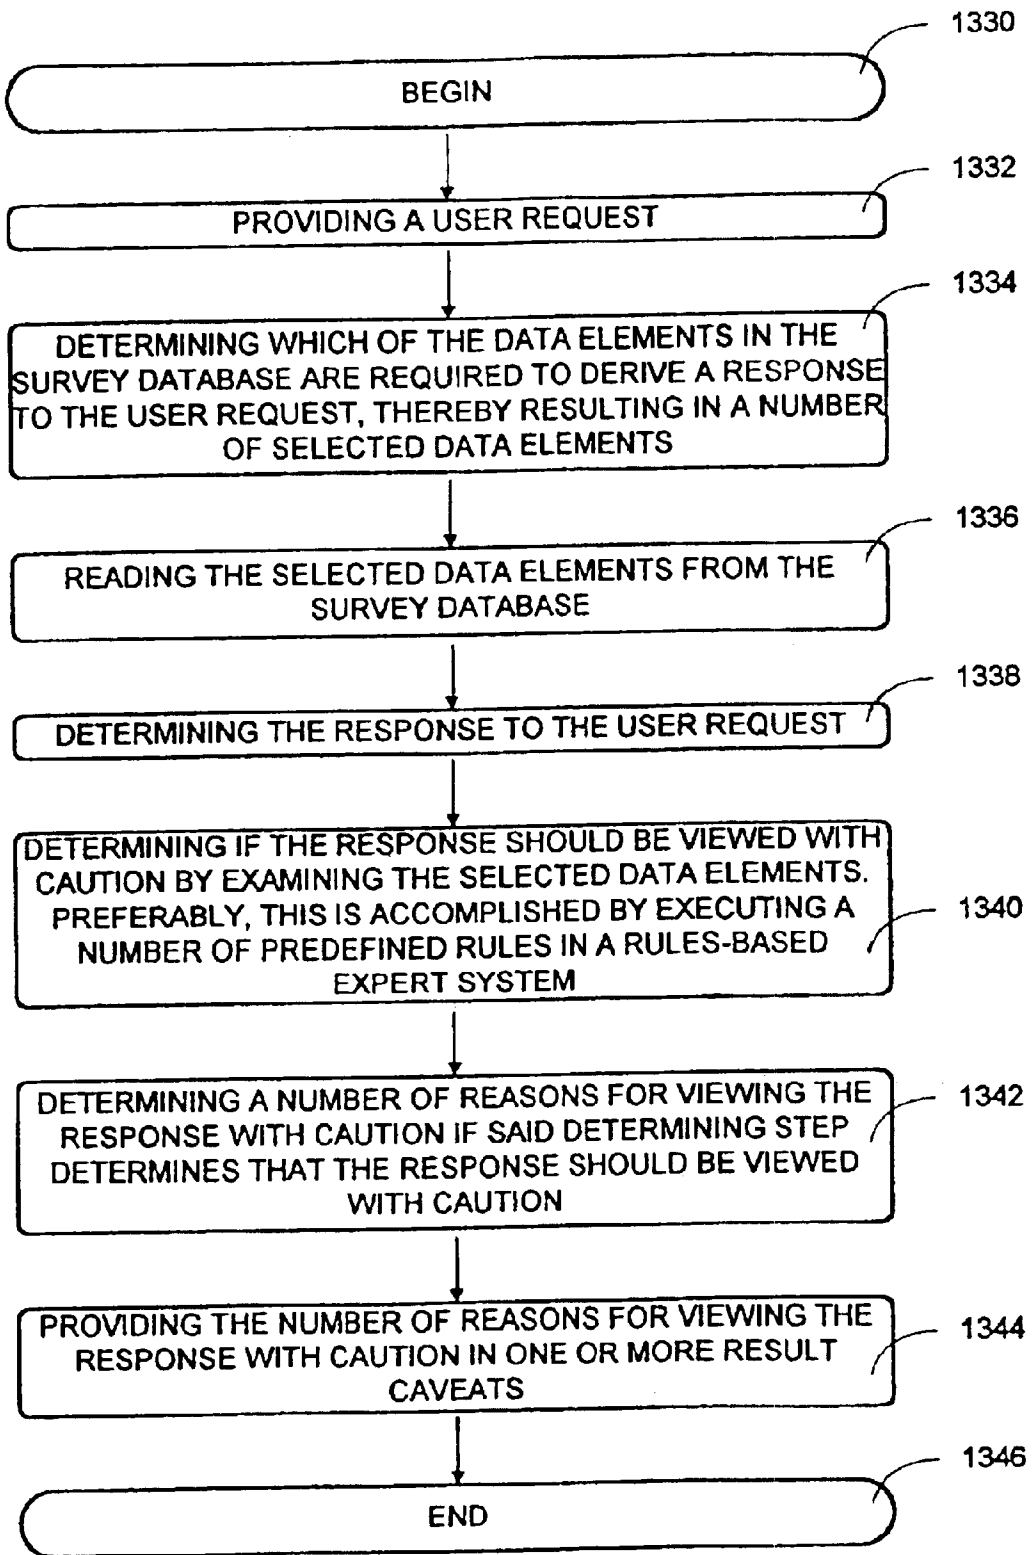 1330
BEGIN
1332
PROVIDING A USER REQUEST
1334
DETERMINING WHICH OF THE DATA ELEMENTS IN THE
SURVEY DATABASE ARE REQUIRED TO DERIVE A RESPONSE
TO THE USER REQUEST, THEREBY RESULTING IN A NUMBER
OF SELECTED DATA ELEMENTS
1336
READING THE SELECTED DATA ELEMENTS FROM THE
SURVEY DATABASE
1338
DETERMINING THE RESPONSE TO THE USER REQUEST
DETERMINING IF THE RESPONSE SHOULD BE VIEWED WITH
CAUTION BY EXAMINING THE SELECTED DATA ELEMENTS.
PREFERABLY, THIS IS ACCOMPLISHED BY EXECUTING A
NUMBER OF PREDEFINED RULES IN A RULES-BASED
EXPERT SYSTEM
1340
DETERMINING A NUMBER OF REASONS FOR VIEWING THE
RESPONSE WITH CAUTION IF SAID DETERMINING STEP
DETERMINES THAT THE RESPONSE SHOULD BE VIEWED
WITH CAUTION
1342
PROVIDING THE NUMBER OF REASONS FOR VIEWING THE
RESPONSE WITH CAUTION IN ONE OR MORE RESULT
CAVEATS
1344
1346
END